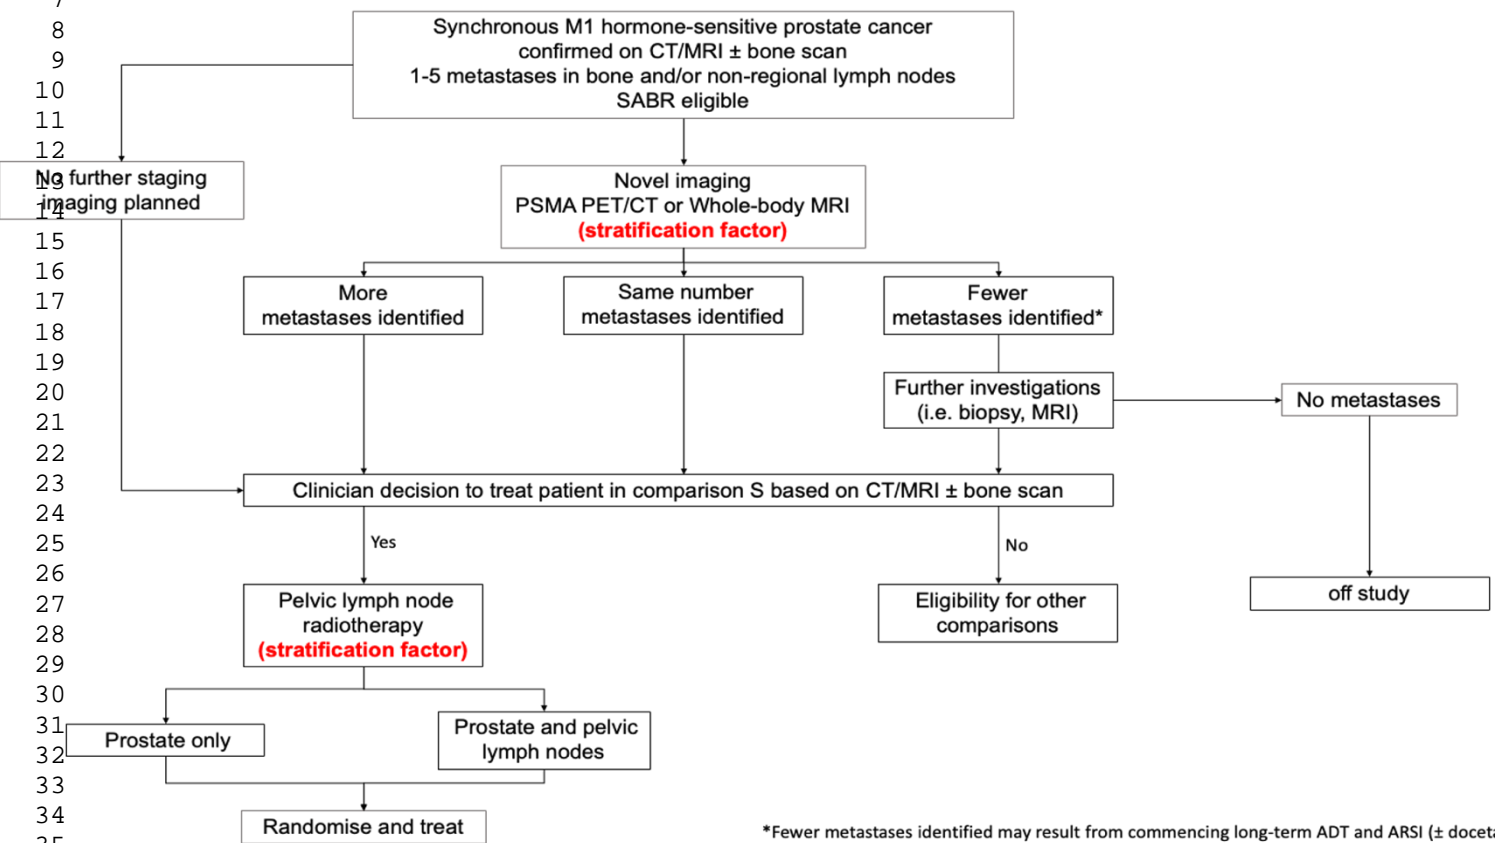 7
8
9
10
11
12
13
14
15
16
17
18
19
20
21
22
23
24
25
26
27
28
29
30
31
32
33
34
35
Synchronous M1 hormone-sensitive prostate cancer
confirmed on CT/MRI ± bone scan
1-5 metastases in bone and/or non-regional lymph nodes
SABR eligible
No further staging
imaging planned
Novel imaging
PSMA PET/CT or Whole-body MRI
(stratification factor)
More
metastases identified
Same number
metastases identified
Fewer
metastases identified*
Further investigations
(i.e. biopsy, MRI)
No metastases
Clinician decision to treat patient in comparison S based on CT/MRI ± bone scan
Yes
No
Pelvic lymph node
radiotherapy
(stratification factor)
Eligibility for other
comparisons
off study
Prostate only
Prostate and pelvic
lymph nodes
Randomise and treat
*Fewer metastases identified may result from commencing long-term ADT and ARSI (±